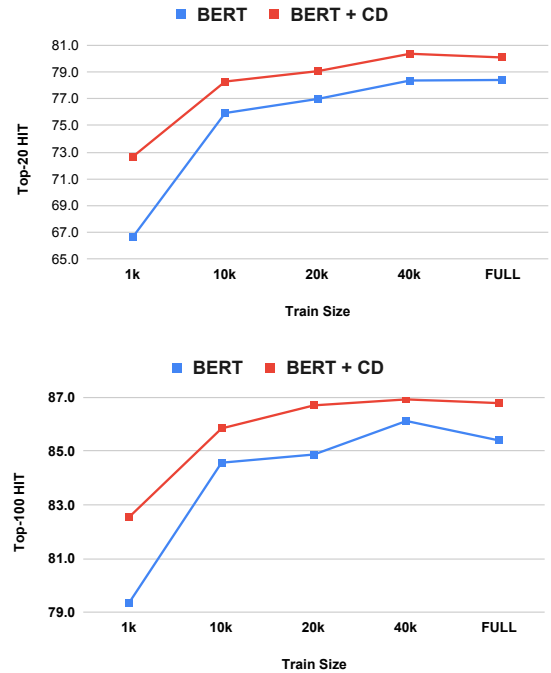 BERT BERT + CD
81.0
79.0
77.0
75.0
73.0
71.0
69.0
67.0
65.0
Top-20 HIT
1k 10k 20k 40k FULL
Train Size
BERT BERT + CD
87.0
85.0
83.0
81.0
79.0
Top-100 HIT
1k 10k 20k 40k FULL
Train Size